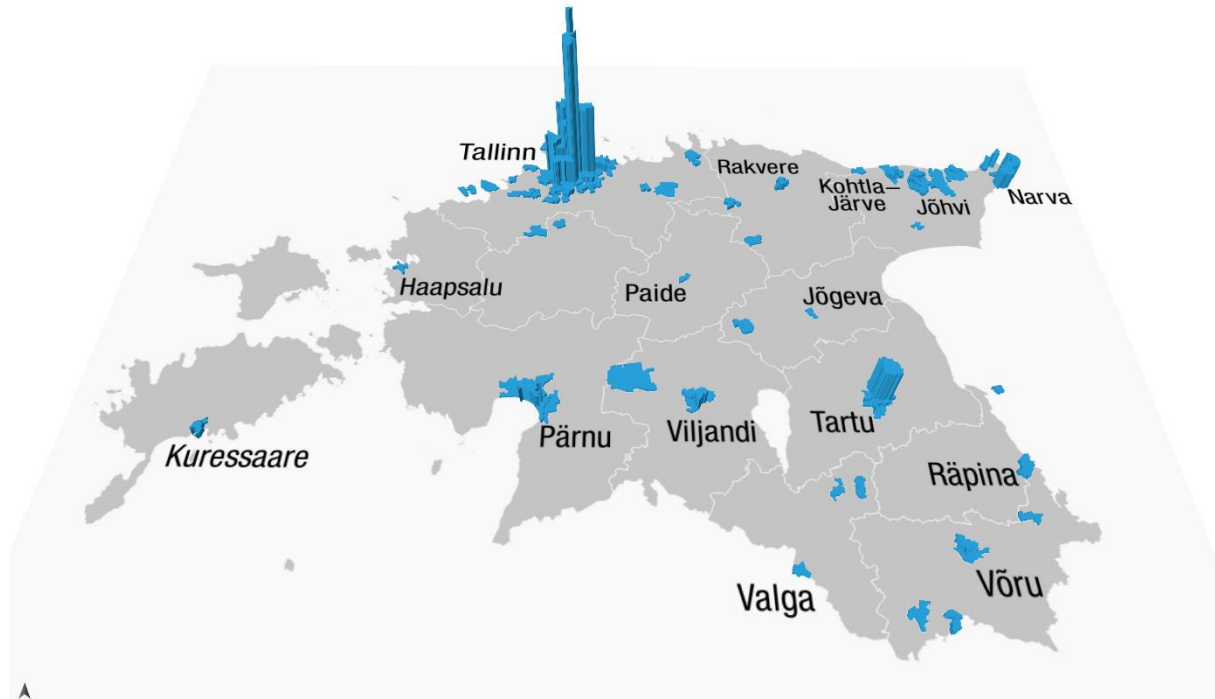 Tallinn
Rakvere
Kohtla–
Järve
Jõhvi
Narva
Haapsalu
Paide
Jõgeva
Pärnu
Viljandi
Tartu
Kuressaare
Räpina
Valga
Võru